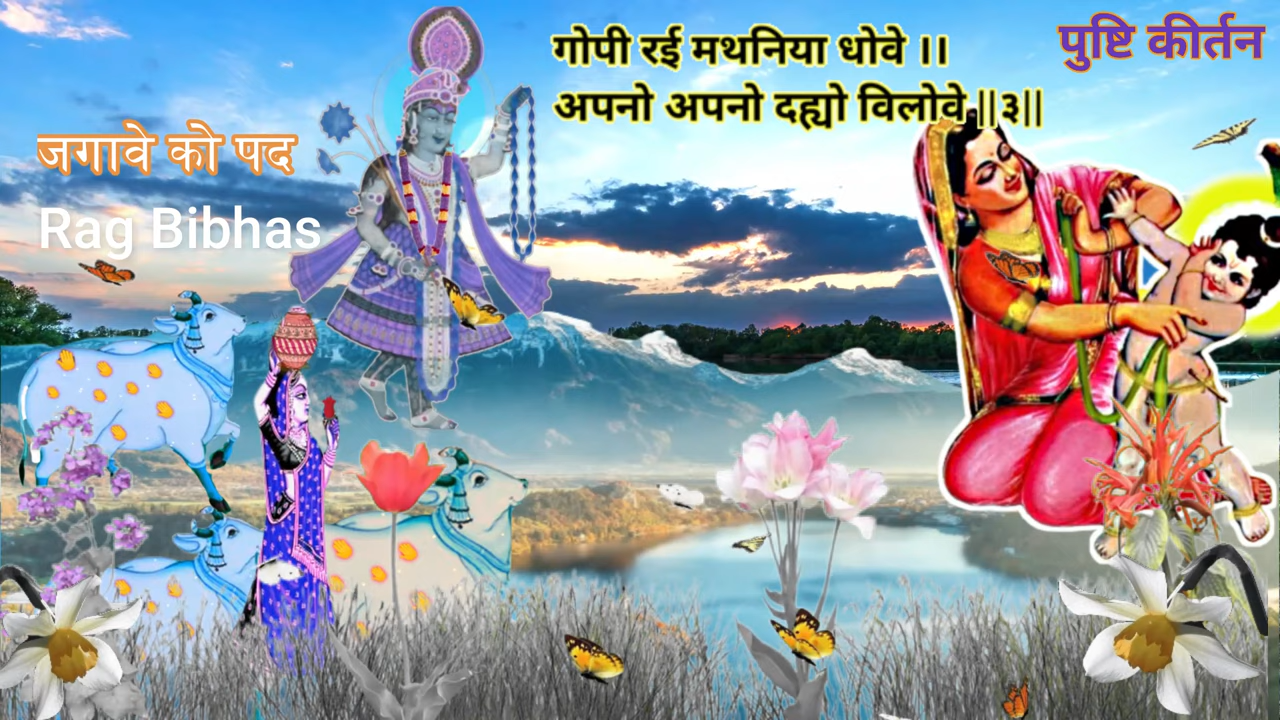 गोपी रई मथनिया धोवे ।।
अपनो अपनो दह्यो विलोवे ||३||
पुष्टि कीर्तन
जगावे को पद
Rag Bibhas